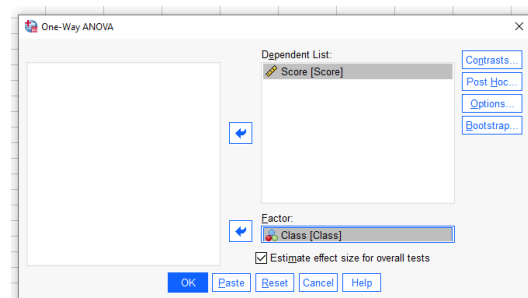 One-Way ANOVA
Dependent List:
Score [Score]
Contrasts...
Post Hoc...
Options...
Bootstrap...
Factor:
Class [Class]
Estimate effect size for overall tests
OK Paste Reset Cancel Help